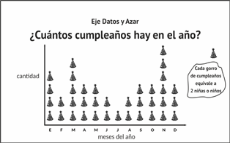 Eje Datos y Azar
¿Cuántos cumpleaños hay en el año?
cantidad
Cada gorro
de cumpleaños
equivale a
2 niñas o niños
E F M A M J J A S O N D
meses del año